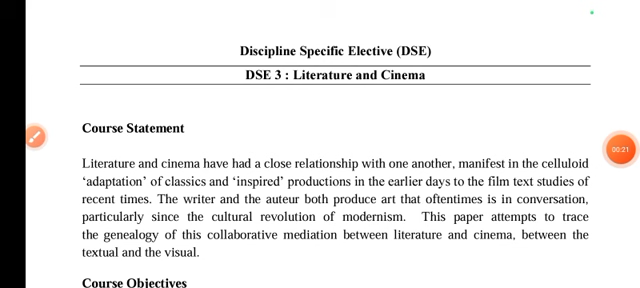 Discipline Specific Elective (DSE)
DSE 3 : Literature and Cinema
Course Statement
Literature and cinema have had a close relationship with one another, manifest in the celluloid
‘adaptation’ of classics and ‘inspired’ productions in the earlier days to the film text studies of
recent times. The writer and the auteur both produce art that oftentimes is in conversation,
particularly since the cultural revolution of modernism. This paper attempts to trace
the genealogy of this collaborative mediation between literature and cinema, between the
textual and the visual.
Course Objectives
00:21